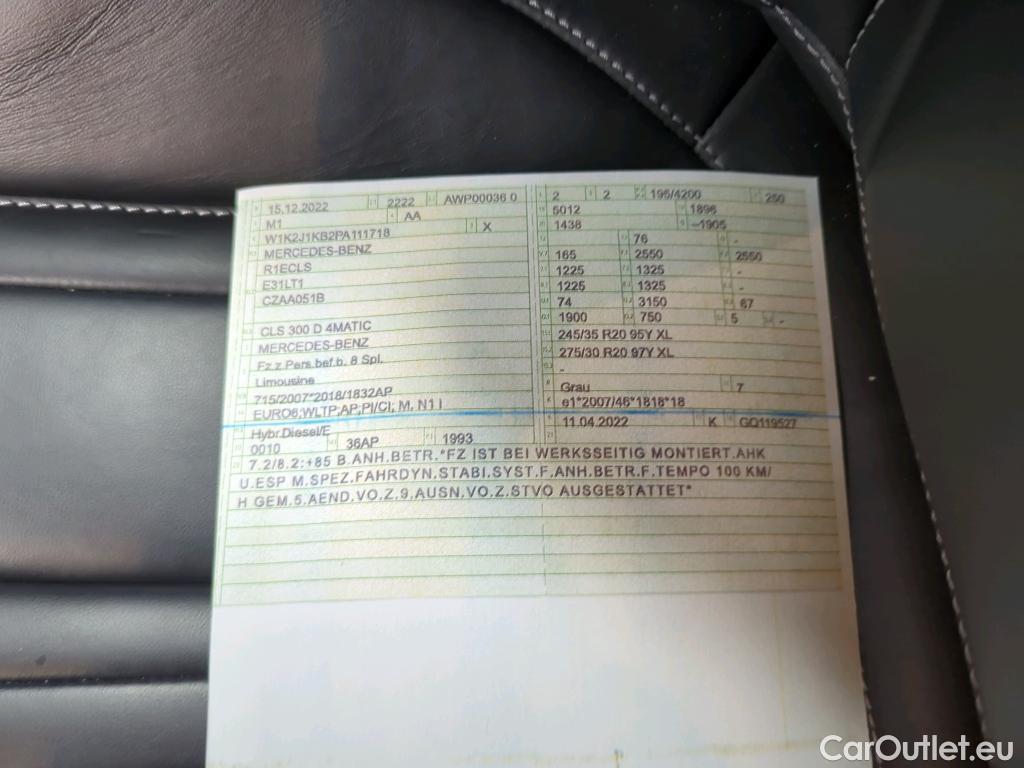 15.12.2022 2222 AWP00036 0
M1 AA
W1K2J1KB2PA111718 X
MERCEDES-BENZ
R1ECLS
E31LT1
CZAA051B
CLS 300 D 4MATIC
MERCEDES-BENZ
Fz.z.Pers.bef.b. 8 Spl.
Limousine
715/2007*2018/1832AP
EURO6;WLTP;AP;PI/CI; M, N1 I
Hybr.Diesel/E
0010 36AP 1993
2 2 195/4200 250
5012 1896
1438 –1905
76 -
165 2550 2550
1225 1325 -
1225 1325 -
74 3150 67
1900 750 5 -
245/35 R20 95Y XL
275/30 R20 97Y XL
-
Grau 7
e1*2007/46*1818*18
11.04.2022 K GQ119527
7.2/8.2:+85 B.ANH.BETR.*FZ IST BEI WERKSSEITIG MONTIERT.AHK
U.ESP M.SPEZ.FAHRDYN.STABI.SYST.F.ANH.BETR.F.TEMPO 100 KM/
H GEM.5.AEND.VO.Z.9.AUSN.VO.Z.STVO AUSGESTATTET*
CarOutlet.eu